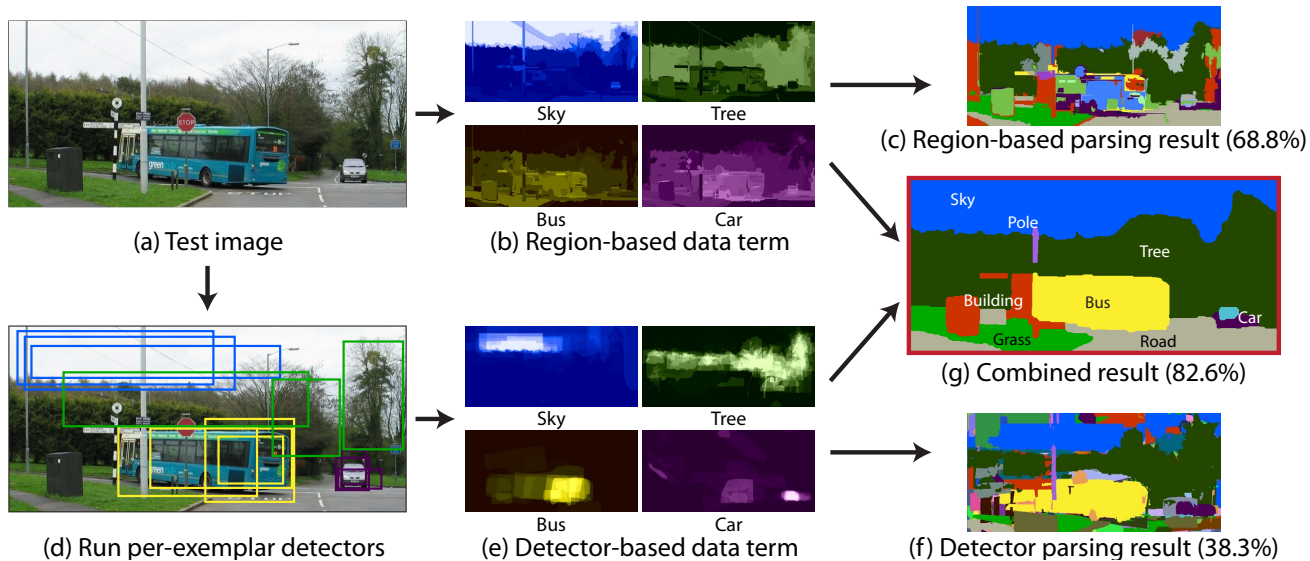 Sky
Tree
Bus
Car
(a) Test image
(b) Region-based data term
(c) Region-based parsing result (68.8%)
STOP
green
Sky
Pole
Tree
Building
Bus
Car
Grass
Road
(g) Combined result (82.6%)
green
Sky
Tree
Bus
Car
(d) Run per-exemplar detectors
(e) Detector-based data term
(f) Detector parsing result (38.3%)